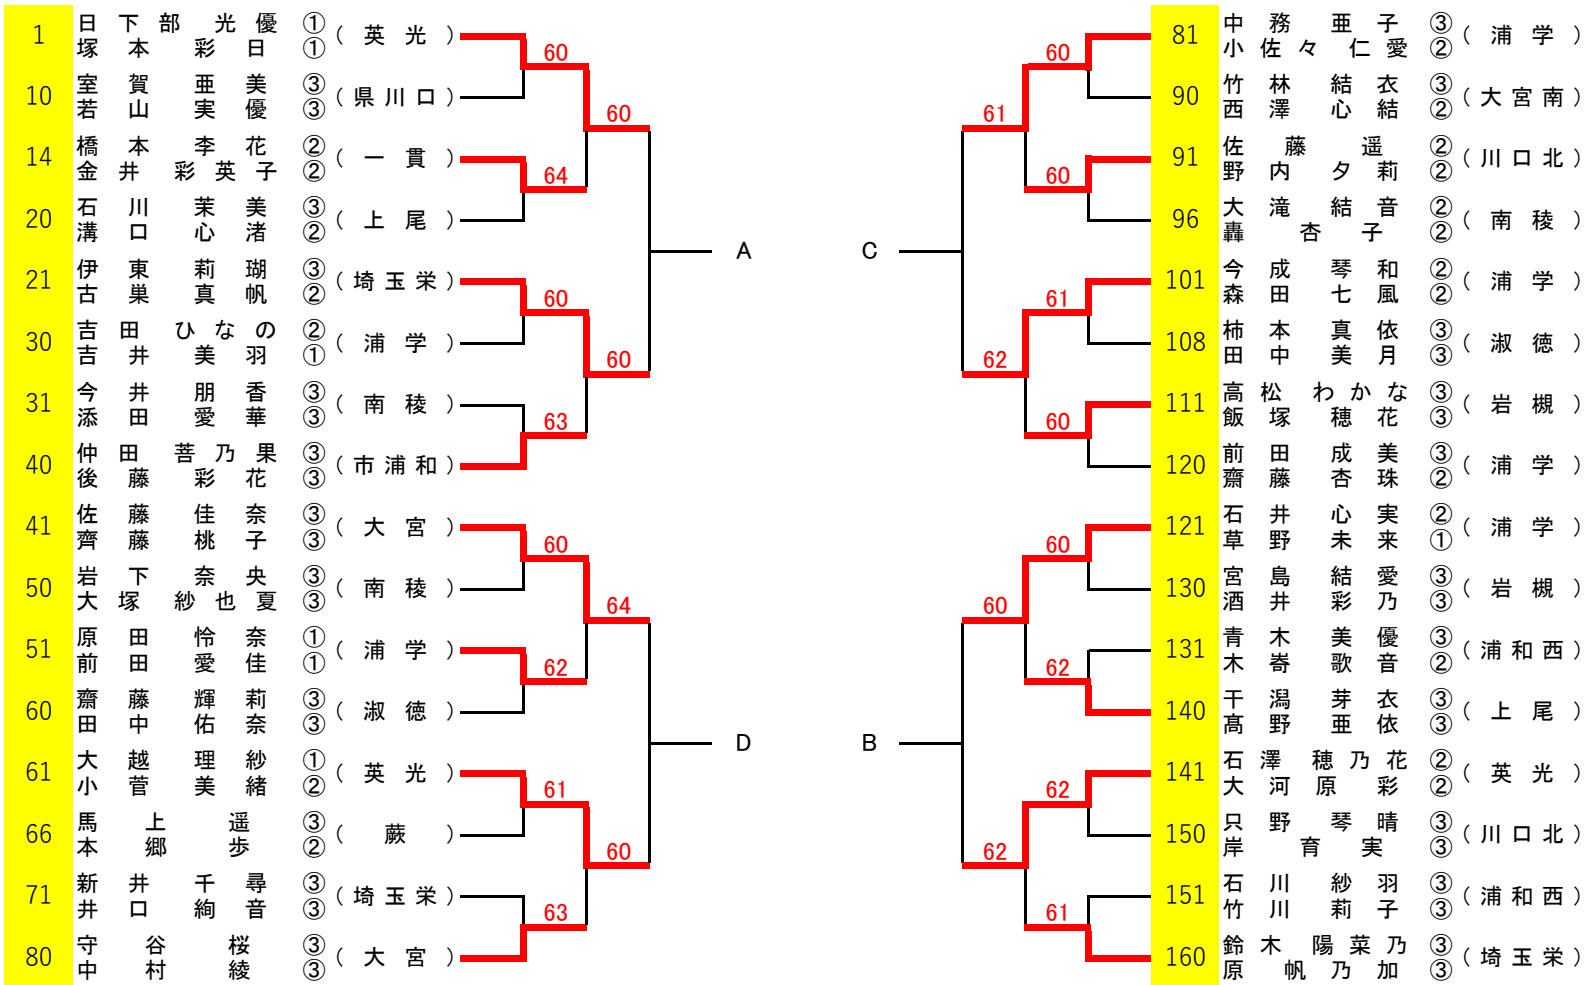 1 日下部光優 ① (英光)
塚本彩日 ①
60
10 室賀亜美 ③ (県川口)
若山実優 ③
60
14 橋本李花 ② (一貫)
金井彩英子 ②
64
20 石川茉美 ③ (上尾)
溝口心渚 ②
A
21 伊東莉瑚 ③ (埼玉栄)
古巣真帆 ②
60
30 吉田ひなの ② (浦学)
吉井美羽 ①
60
31 今井朋香 ③ (南稜)
添田愛華 ③
63
40 仲田菩乃果 ③ (市浦和)
後藤彩花 ③
41 佐藤佳奈 ③ (大宮)
齊藤桃子 ③
60
50 岩下奈央 ③ (南稜)
大塚紗也夏 ③
64
51 原田怜奈 ① (浦学)
前田愛佳 ①
62
60 齋藤輝莉 ③ (淑徳)
田中佑奈 ③
D
61 大越理紗 ① (英光)
小菅美緒 ②
61
66 馬上遥 ③ (蕨)
本郷歩 ②
60
71 新井千尋 ③ (埼玉栄)
井口絢音 ③
63
80 守谷桜 ③ (大宮)
中村綾 ③
81 中務亜子 ③ (浦学)
小佐々仁愛 ②
60
90 竹林結衣 ③ (大宮南)
西澤心結 ②
61
91 佐藤遥 ② (川口北)
野内夕莉 ②
60
96 大滝結音 ② (南稜)
轟杏子 ②
C
101 今成琴和 ② (浦学)
森田七風 ②
61
108 柿本真依 ③ (淑徳)
田中美月 ③
62
111 高松わかな ③ (岩槻)
飯塚穂花 ③
60
120 前田成美 ③ (浦学)
齋藤杏珠 ②
121 石井心実 ② (浦学)
草野未来 ①
60
130 宮島結愛 ③ (岩槻)
酒井彩乃 ③
60
131 青木美優 ③ (浦和西)
木嵜歌音 ②
62
140 干潟芽衣 ③ (上尾)
髙野亜依 ③
B
141 石澤穂乃花 ② (英光)
大河原彩 ②
62
150 只野琴晴 ③ (川口北)
岸育実 ③
62
151 石川紗羽 ③ (浦和西)
竹川莉子 ③
61
160 鈴木陽菜乃 ③ (埼玉栄)
原帆乃加 ③